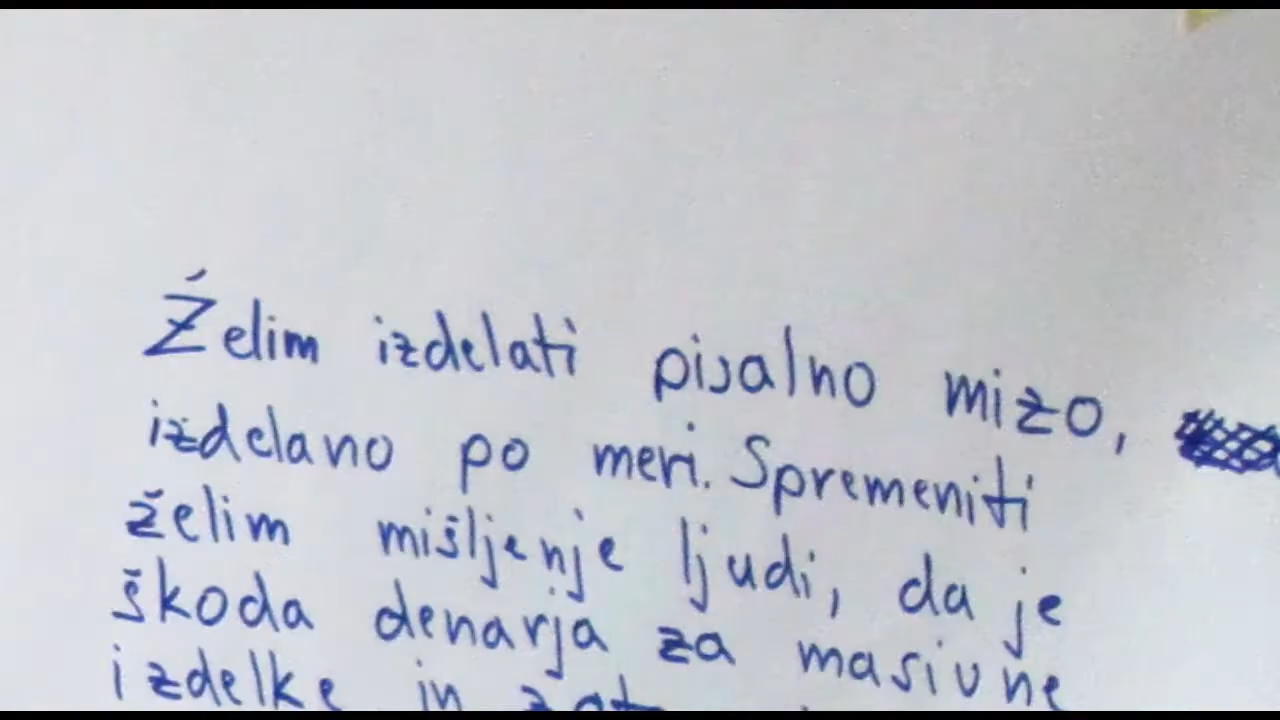 Želim izdelati pisalno mizo,
izdelano po meri. Spremeniti
želim mišljenje ljudi, da je
škoda denarja za masivne
izdelke in